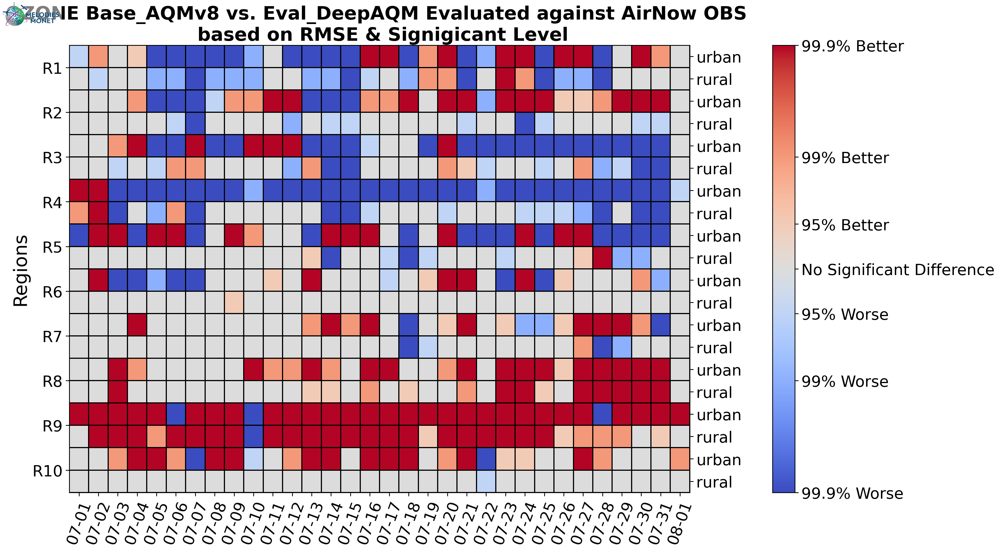 OZONE Base_AQMv8 vs. Eval_DeepAQM Evaluated against AirNow OBS
based on RMSE & Signigicant Level
MELODIES
MONET
Regions
R1
R2
R3
R4
R5
R6
R7
R8
R9
R10
urban
rural
urban
rural
urban
rural
urban
rural
urban
rural
urban
rural
urban
rural
urban
rural
urban
rural
urban
rural
99.9% Better
99% Better
95% Better
No Significant Difference
95% Worse
99% Worse
99.9% Worse
07-01
07-02
07-03
07-04
07-05
07-06
07-07
07-08
07-09
07-10
07-11
07-12
07-13
07-14
07-15
07-16
07-17
07-18
07-19
07-20
07-21
07-22
07-23
07-24
07-25
07-26
07-27
07-28
07-29
07-30
07-31
08-01